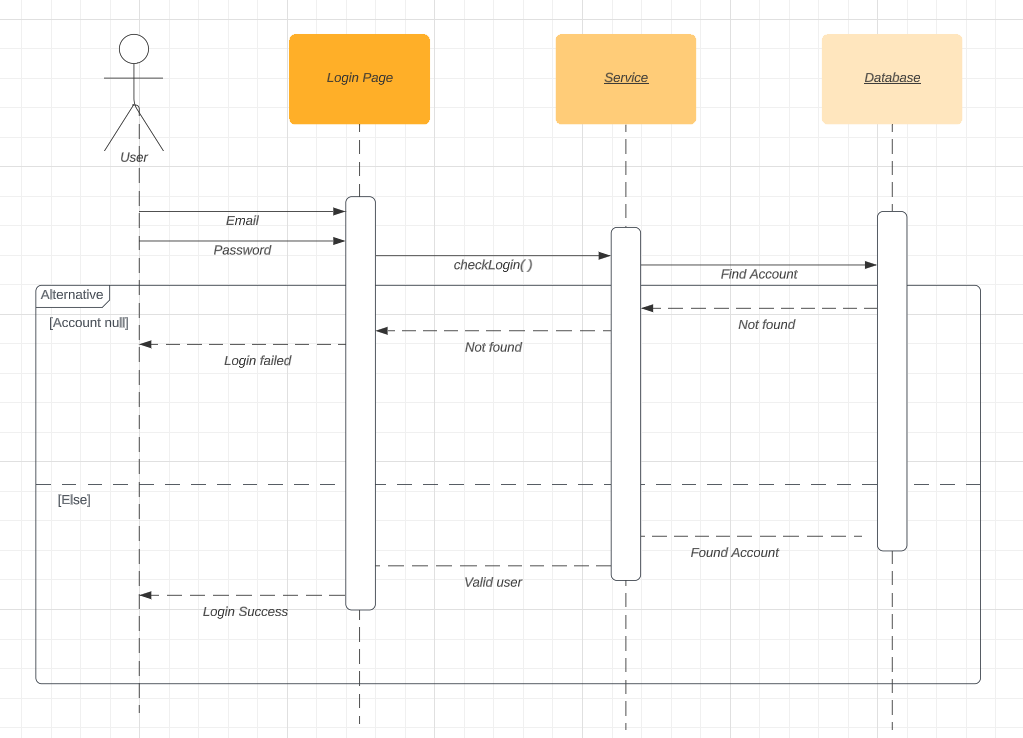 Login Page
Service
Database
User
Email
Password
checkLogin( )
Find Account
Alternative
[Account null]
Not found
Not found
Login failed
[Else]
Found Account
Valid user
Login Success